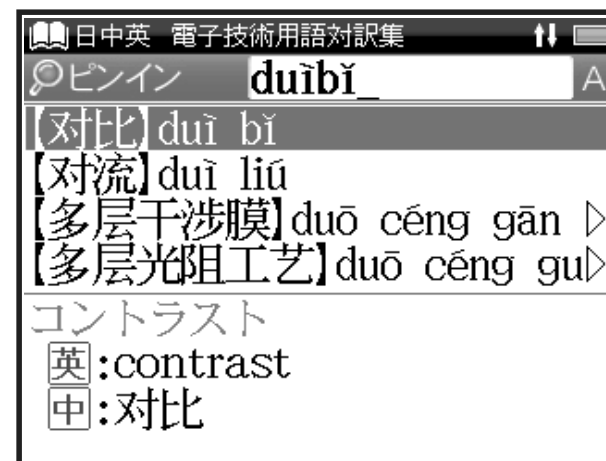 日中英 電子技術用語対訳集
ピンイン duìbǐ_ A
【对比】duì bǐ
【对流】duì liú
【多层干涉膜】duō céng gān ▷
【多层光阻工艺】duō céng gu▷
コントラスト
英:contrast
中:对比